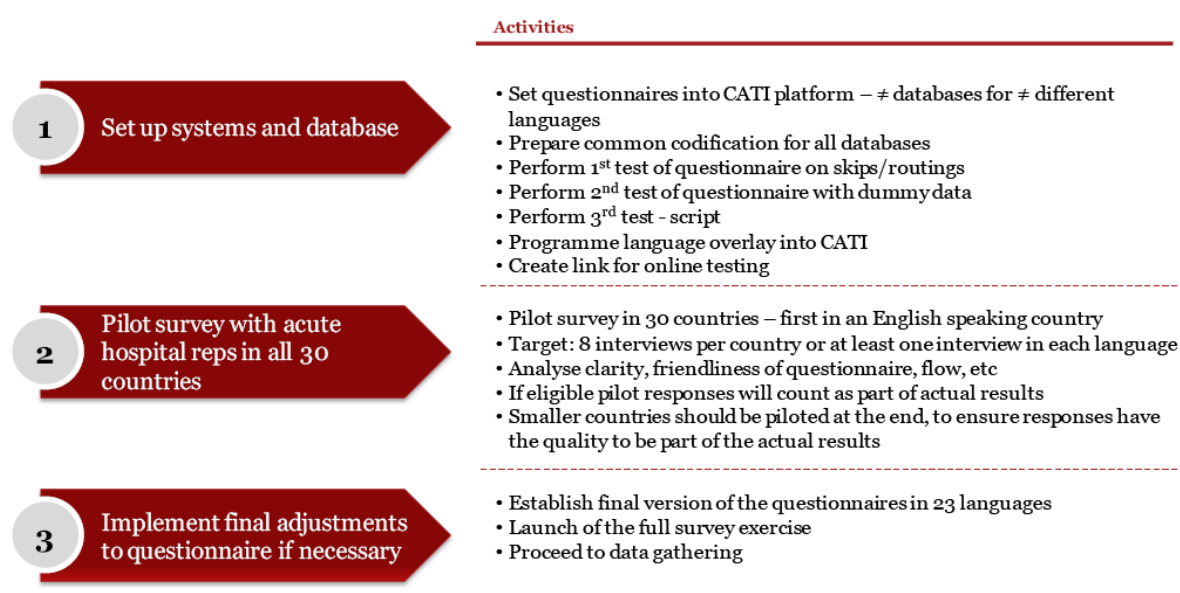 Activities
1
Set up systems and database
• Set questionnaires into CATI platform – ≠ databases for ≠ different
languages
• Prepare common codification for all databases
• Perform 1st test of questionnaire on skips/routings
• Perform 2nd test of questionnaire with dummy data
• Perform 3rd test - script
• Programme language overlay into CATI
• Create link for online testing
2
Pilot survey with acute
hospital reps in all 30
countries
• Pilot survey in 30 countries – first in an English speaking country
• Target: 8 interviews per country or at least one interview in each language
• Analyse clarity, friendliness of questionnaire, flow, etc
• If eligible pilot responses will count as part of actual results
• Smaller countries should be piloted at the end, to ensure responses have
the quality to be part of the actual results
3
Implement final adjustments
to questionnaire if necessary
• Establish final version of the questionnaires in 23 languages
• Launch of the full survey exercise
• Proceed to data gathering